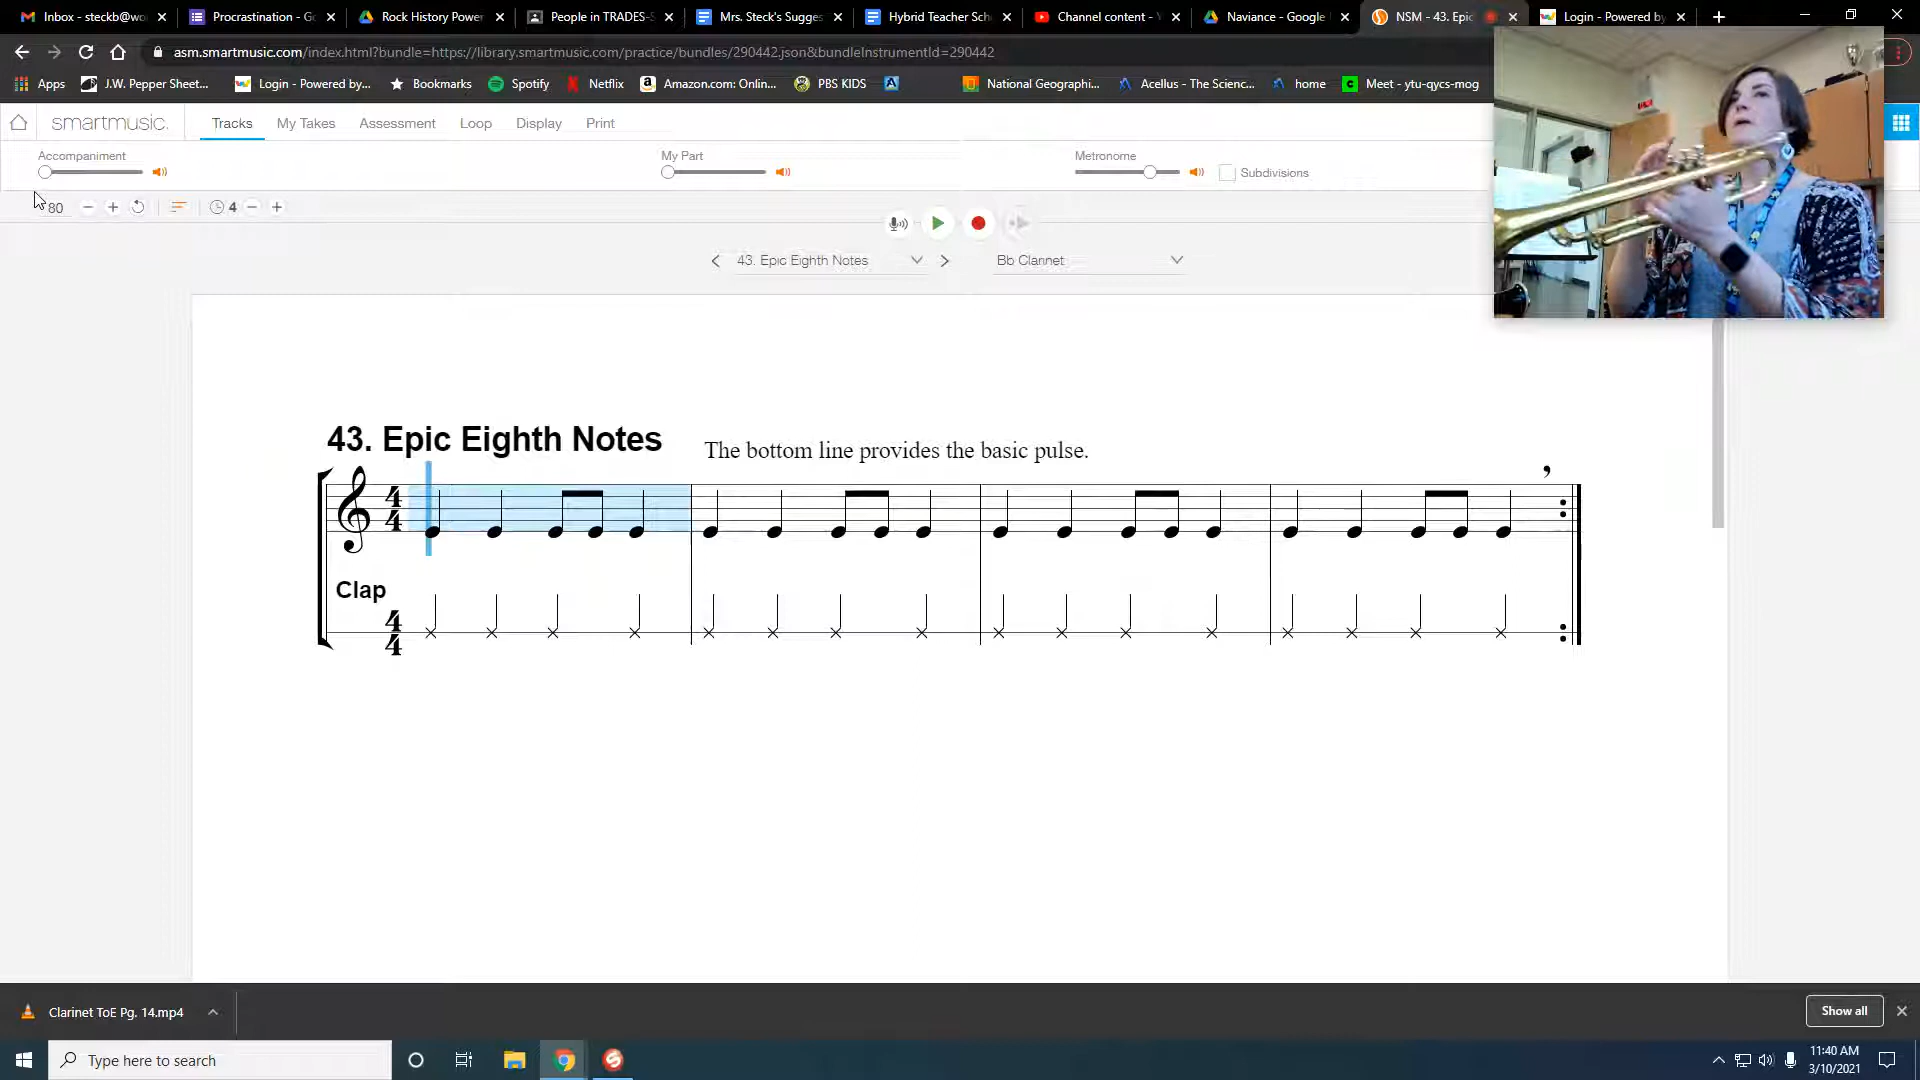 Inbox - steckb@wo
Procrastination - Go
Rock History Power
People in TRADES-S
Mrs. Steck's Sugges
Hybrid Teacher Sch
Channel content - Y
Naviance - Google
NSM - 43. Epic
Login - Powered by
asm.smartmusic.com/index.html?bundle=https://library.smartmusic.com/practice/bundles/290442.json&bundleInstrumentId=290442
Apps
J.W. Pepper Sheet...
Login - Powered by...
Bookmarks
Spotify
Netflix
Amazon.com: Onlin...
PBS KIDS
National Geographi...
Acellus - The Scienc...
home
Meet - ytu-qycs-mog
smartmusic.
Tracks
My Takes
Assessment
Loop
Display
Print
Accompaniment
My Part
Metronome
Subdivisions
80
4
43. Epic Eighth Notes
Bb Clarinet
43. Epic Eighth Notes
The bottom line provides the basic pulse.
4
4
Clap
4
4
Clarinet ToE Pg. 14.mp4
Show all
Type here to search
11:40 AM
3/10/2021